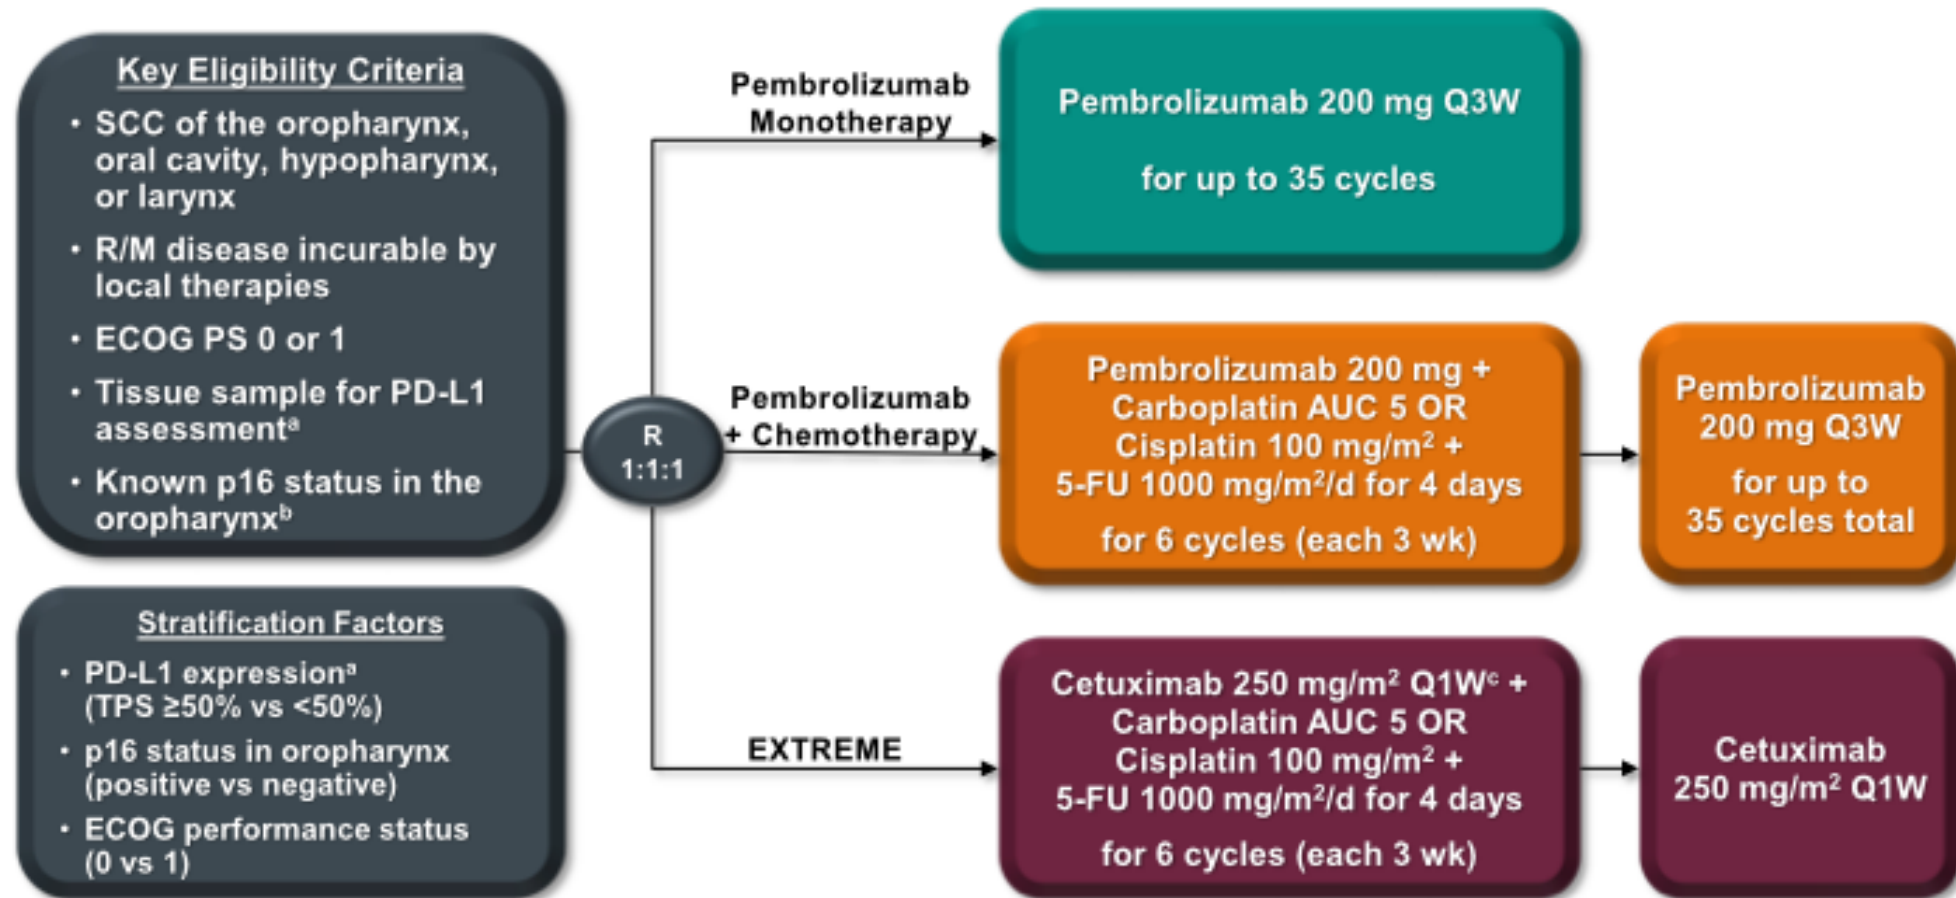 Key Eligibility Criteria
• SCC of the oropharynx,
oral cavity, hypopharynx,
or larynx
• R/M disease incurable by
local therapies
• ECOG PS 0 or 1
• Tissue sample for PD-L1
assessmentᵃ
• Known p16 status in the
oropharynxᵇ
Stratification Factors
• PD-L1 expressionᵃ
(TPS ≥50% vs <50%)
• p16 status in oropharynx
(positive vs negative)
• ECOG performance status
(0 vs 1)
R
1:1:1
Pembrolizumab
Monotherapy
Pembrolizumab 200 mg Q3W
for up to 35 cycles
Pembrolizumab
+ Chemotherapy
Pembrolizumab 200 mg +
Carboplatin AUC 5 OR
Cisplatin 100 mg/m² +
5-FU 1000 mg/m²/d for 4 days
for 6 cycles (each 3 wk)
Pembrolizumab
200 mg Q3W
for up to
35 cycles total
EXTREME
Cetuximab 250 mg/m² Q1Wᶜ +
Carboplatin AUC 5 OR
Cisplatin 100 mg/m² +
5-FU 1000 mg/m²/d for 4 days
for 6 cycles (each 3 wk)
Cetuximab
250 mg/m² Q1W